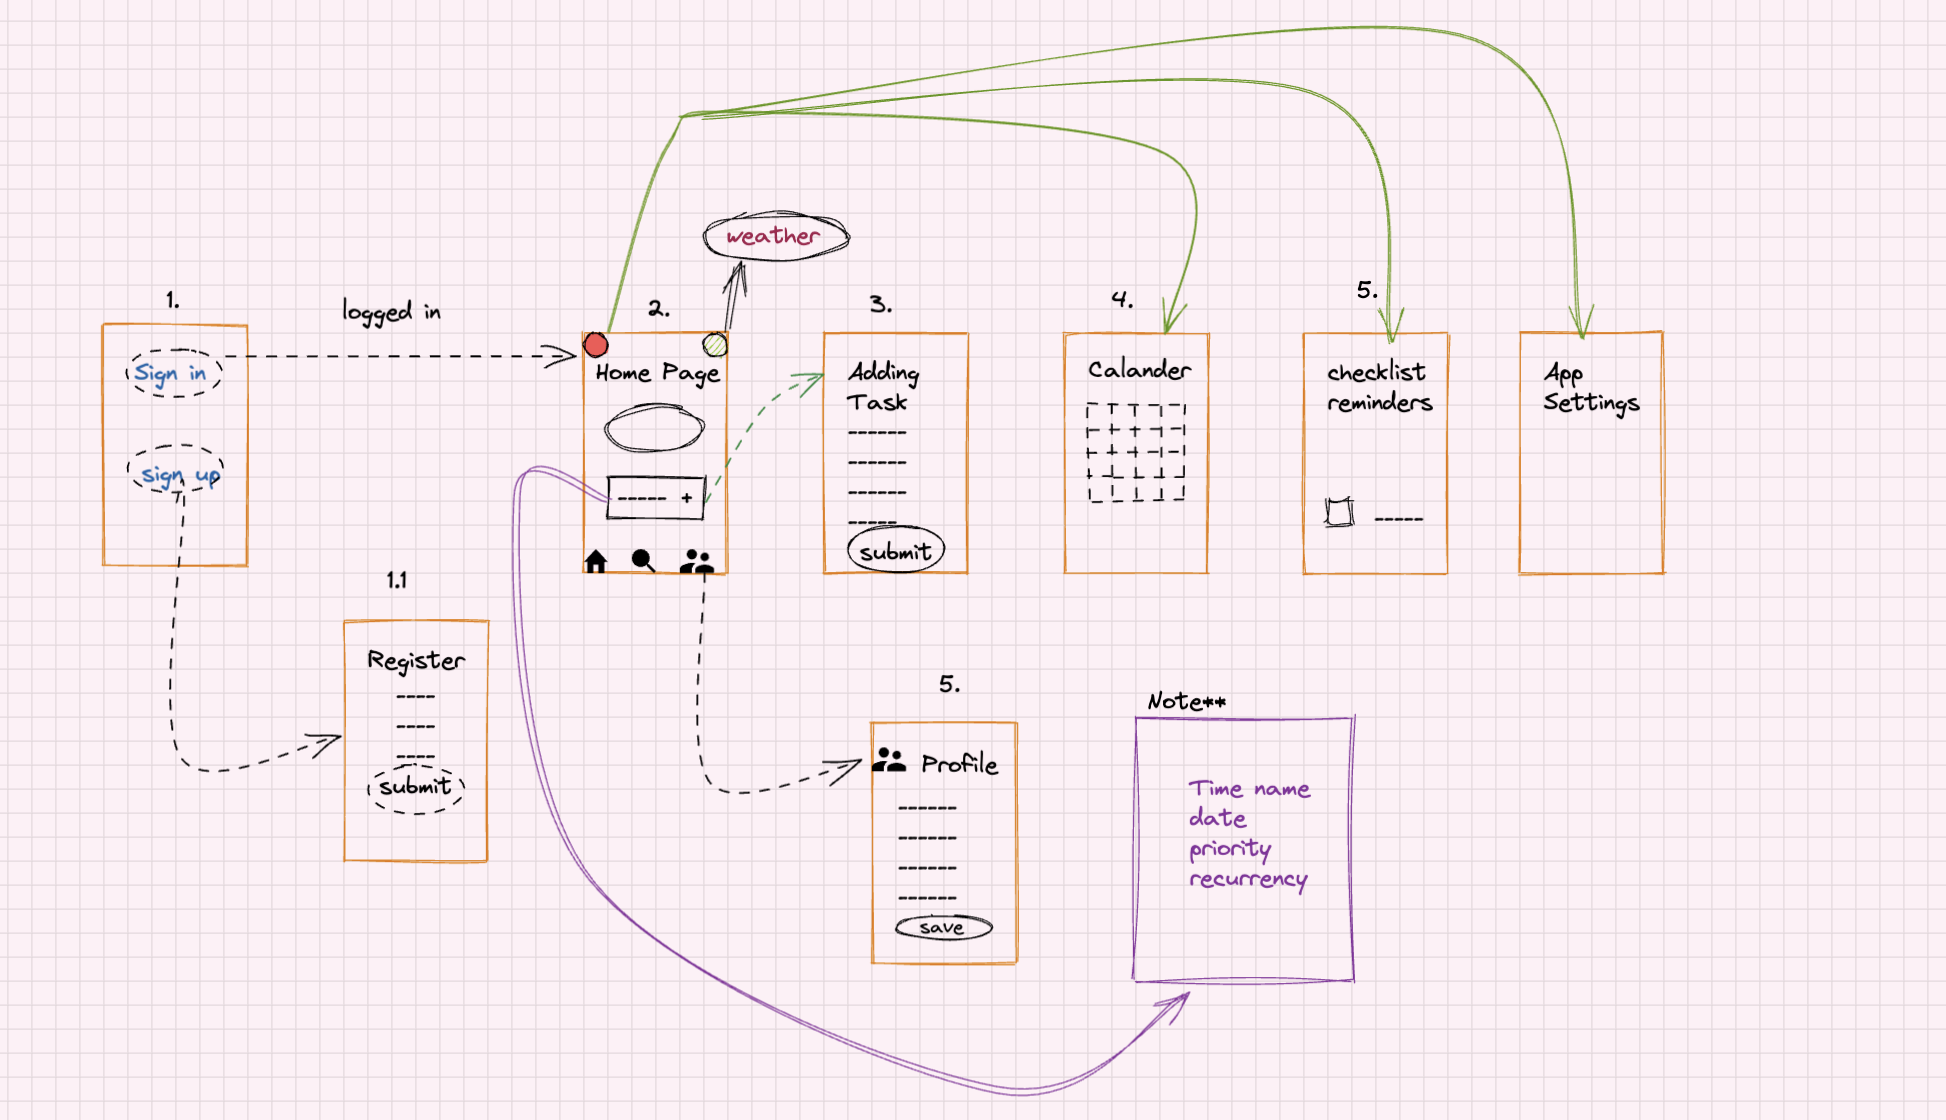 weather
1.
logged in
2.
3.
4.
5.
Sign in
sign up
Home Page
+
Adding
Task
submit
Calander
checklist
reminders
App
Settings
1.1
Register
submit
5.
Profile
save
Note**
Time name
date
priority
recurrency